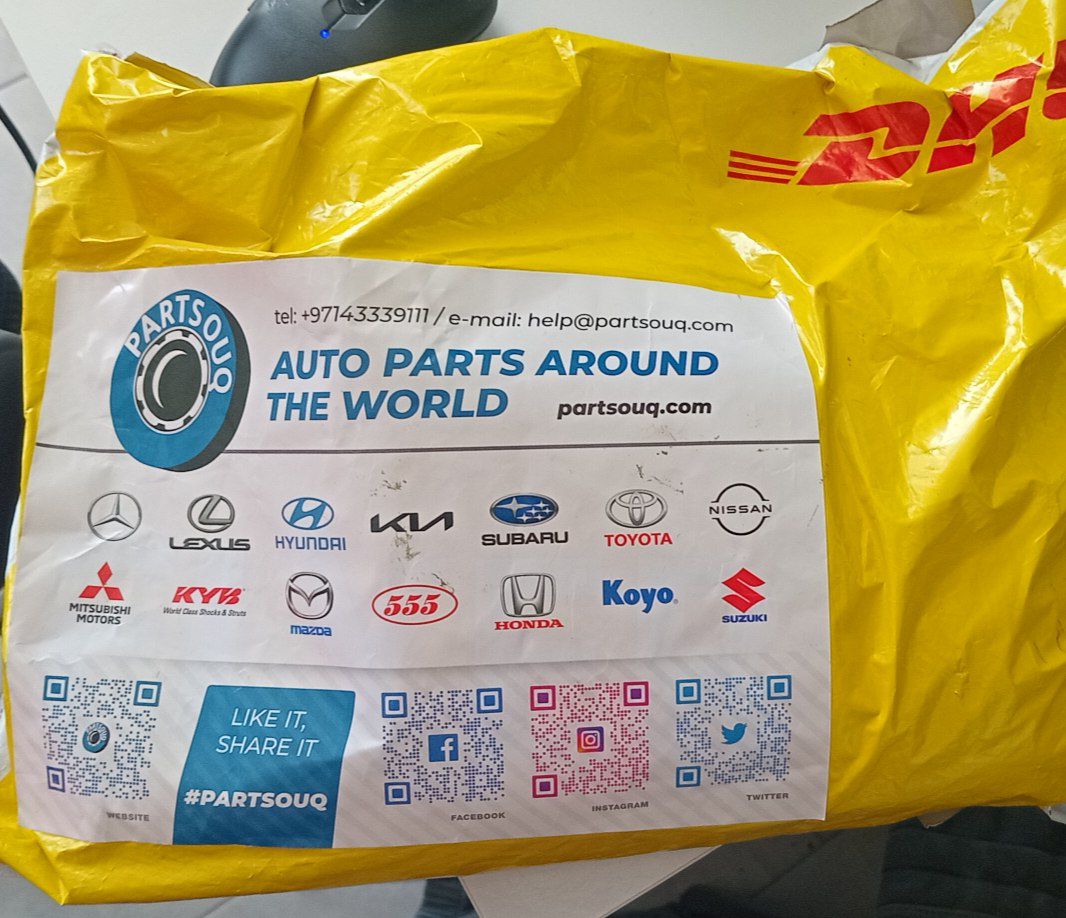 DHL
PARTSOUQ
tel: +97143339111 / e-mail: help@partsouq.com
AUTO PARTS AROUND
THE WORLD
partsouq.com
LEXUS
HYUNDAI
KIA
SUBARU
TOYOTA
NISSAN
MITSUBISHI
MOTORS
KYB
World Class Shocks & Struts
mazda
555
HONDA
Koyo
SUZUKI
LIKE IT,
SHARE IT
#PARTSOUQ
WEBSITE
FACEBOOK
INSTAGRAM
TWITTER